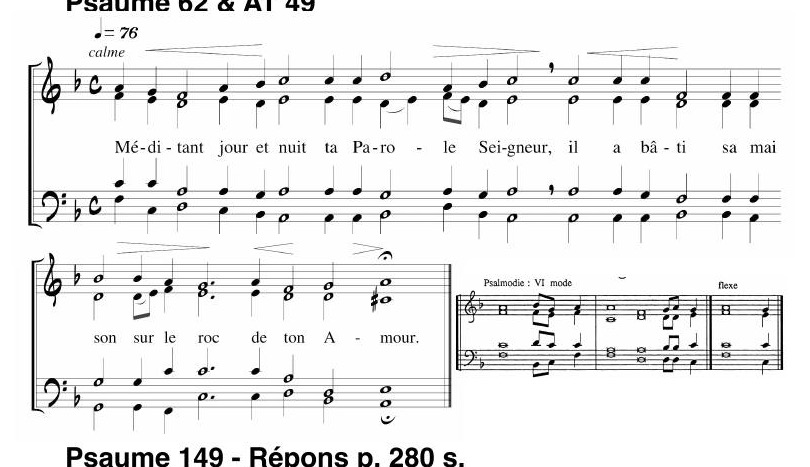 Psaume 62 & AT 49
♩= 76
calme
Mé-di - tant jour et nuit ta Pa-ro - le Sei-gneur, il a bâ - ti sa mai
son sur le roc de ton A - mour.
Psalmodie : VI mode
flexe
Psaume 149 - Répons p. 280 s.